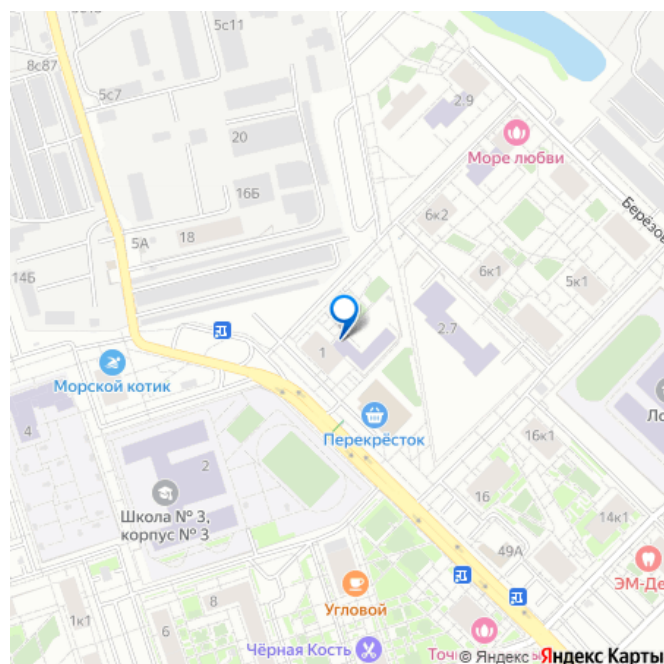 5с11
8с87
5с7
2.9
20
Море любви
16Б
Берёзов
6к2
18
5А
6к1
5к1
14Б
2.7
1
Морской котик
Перекрёсток
4
Ло
2
16к1
Школа № 3,
корпус № 3
16
14к1
49А
ЭМ-Де
Угловой
8
1к1
6
Чёрная Кость
Точ
© Яндекс
Яндекс Карты